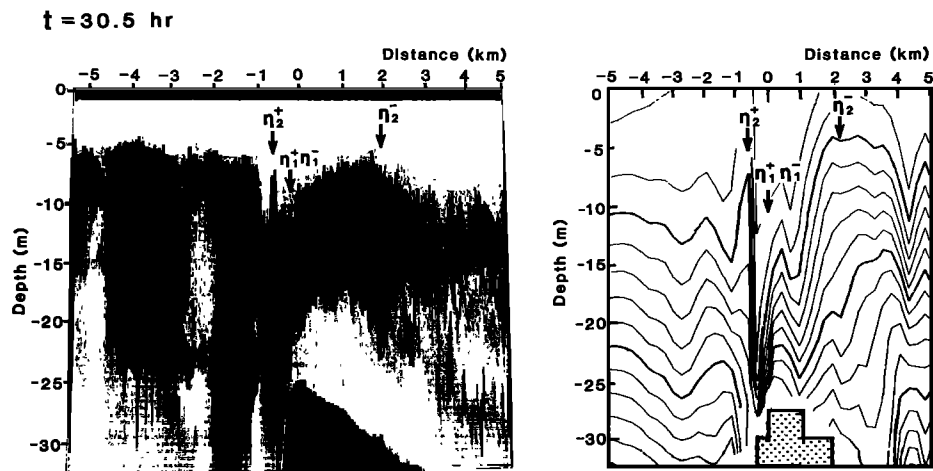 t = 30.5 hr
Distance (km)
-5 -4 -3 -2 -1 0 1 2 3 4 5
0
-5
-10
-15
-20
-25
-30
Depth (m)
η₂⁺
η₁⁺ η₁⁻
η₂⁻
Distance (km)
-5 -4 -3 -2 -1 0 1 2 3 4 5
0
-5
-10
-15
-20
-25
-30
Depth (m)
η₂⁺
η₁⁺ η₁⁻
η₂⁻